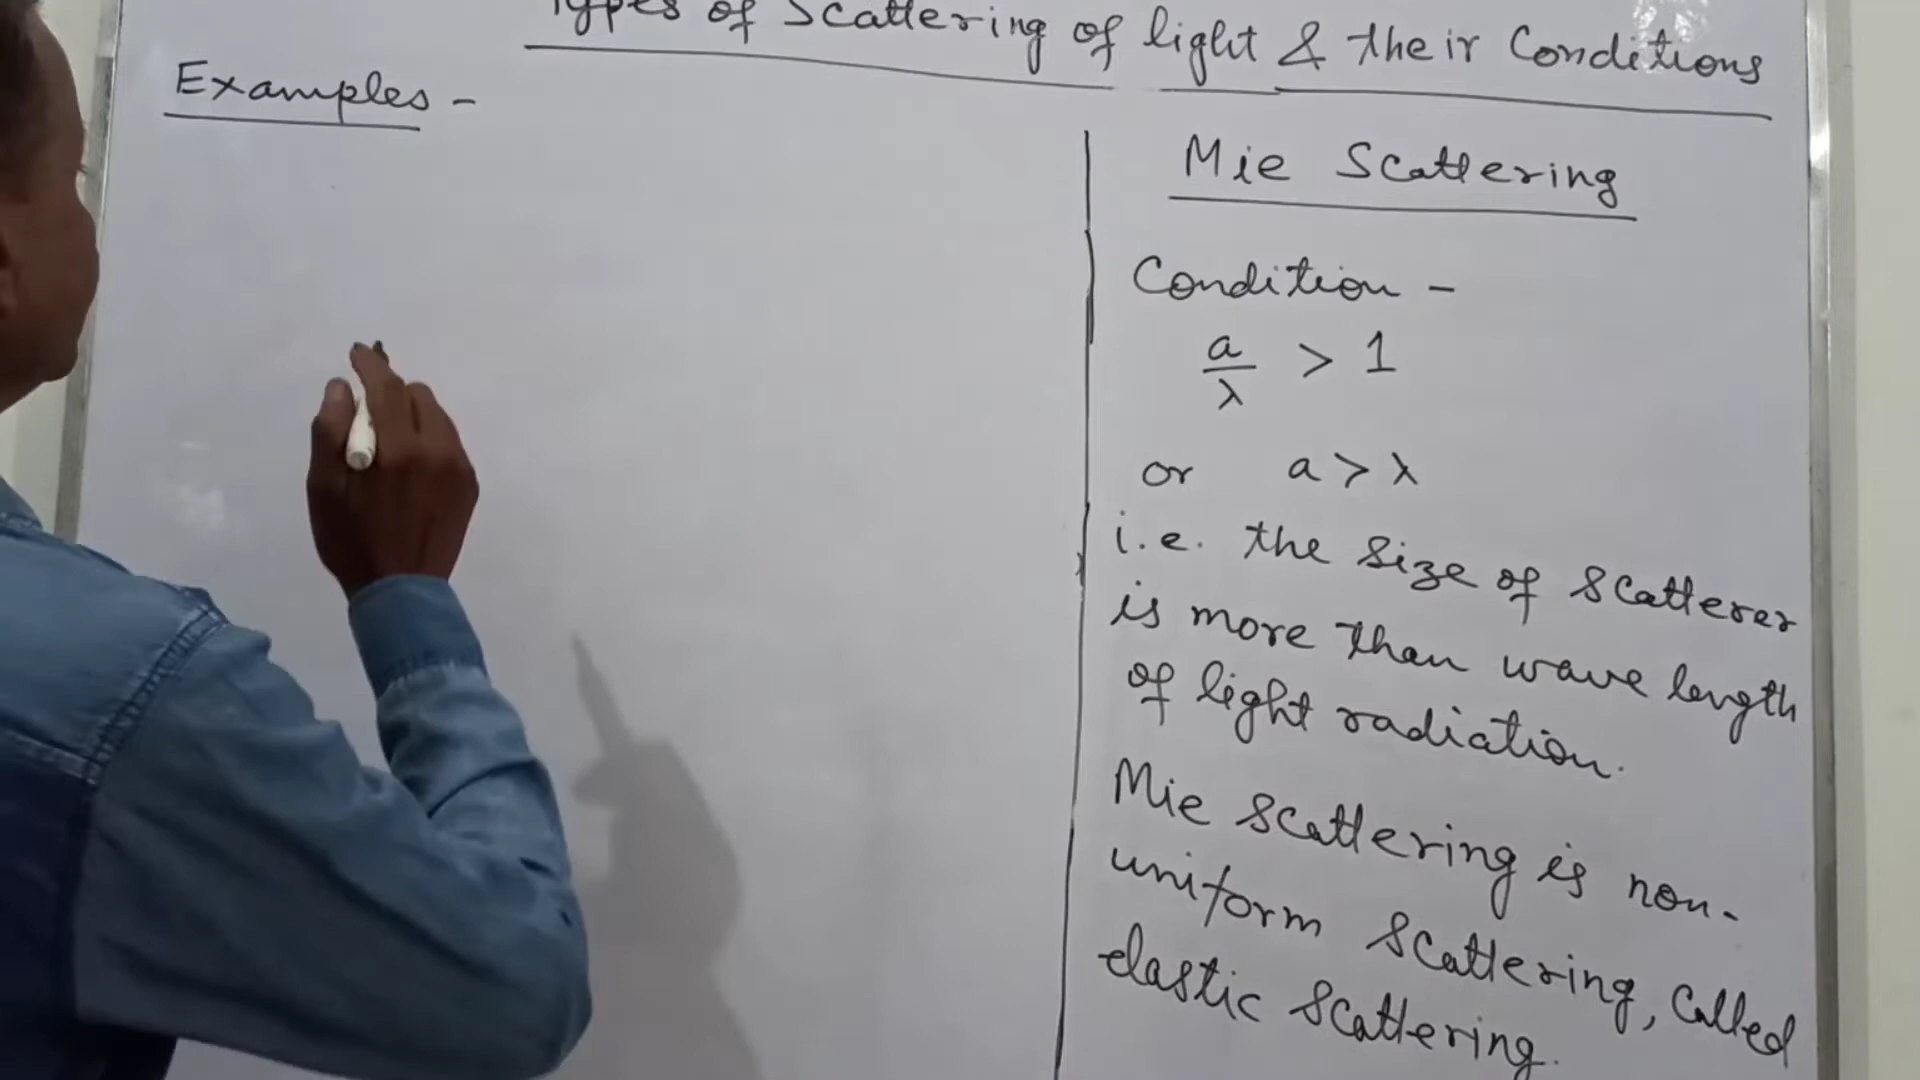 Types of Scattering of light & their Conditions
Examples -
Mie Scattering
Condition -
a/λ > 1
or a > λ
i.e. the size of scatterer
is more than wave length
of light radiation.
Mie scattering is non-
uniform scattering, called
elastic scattering.